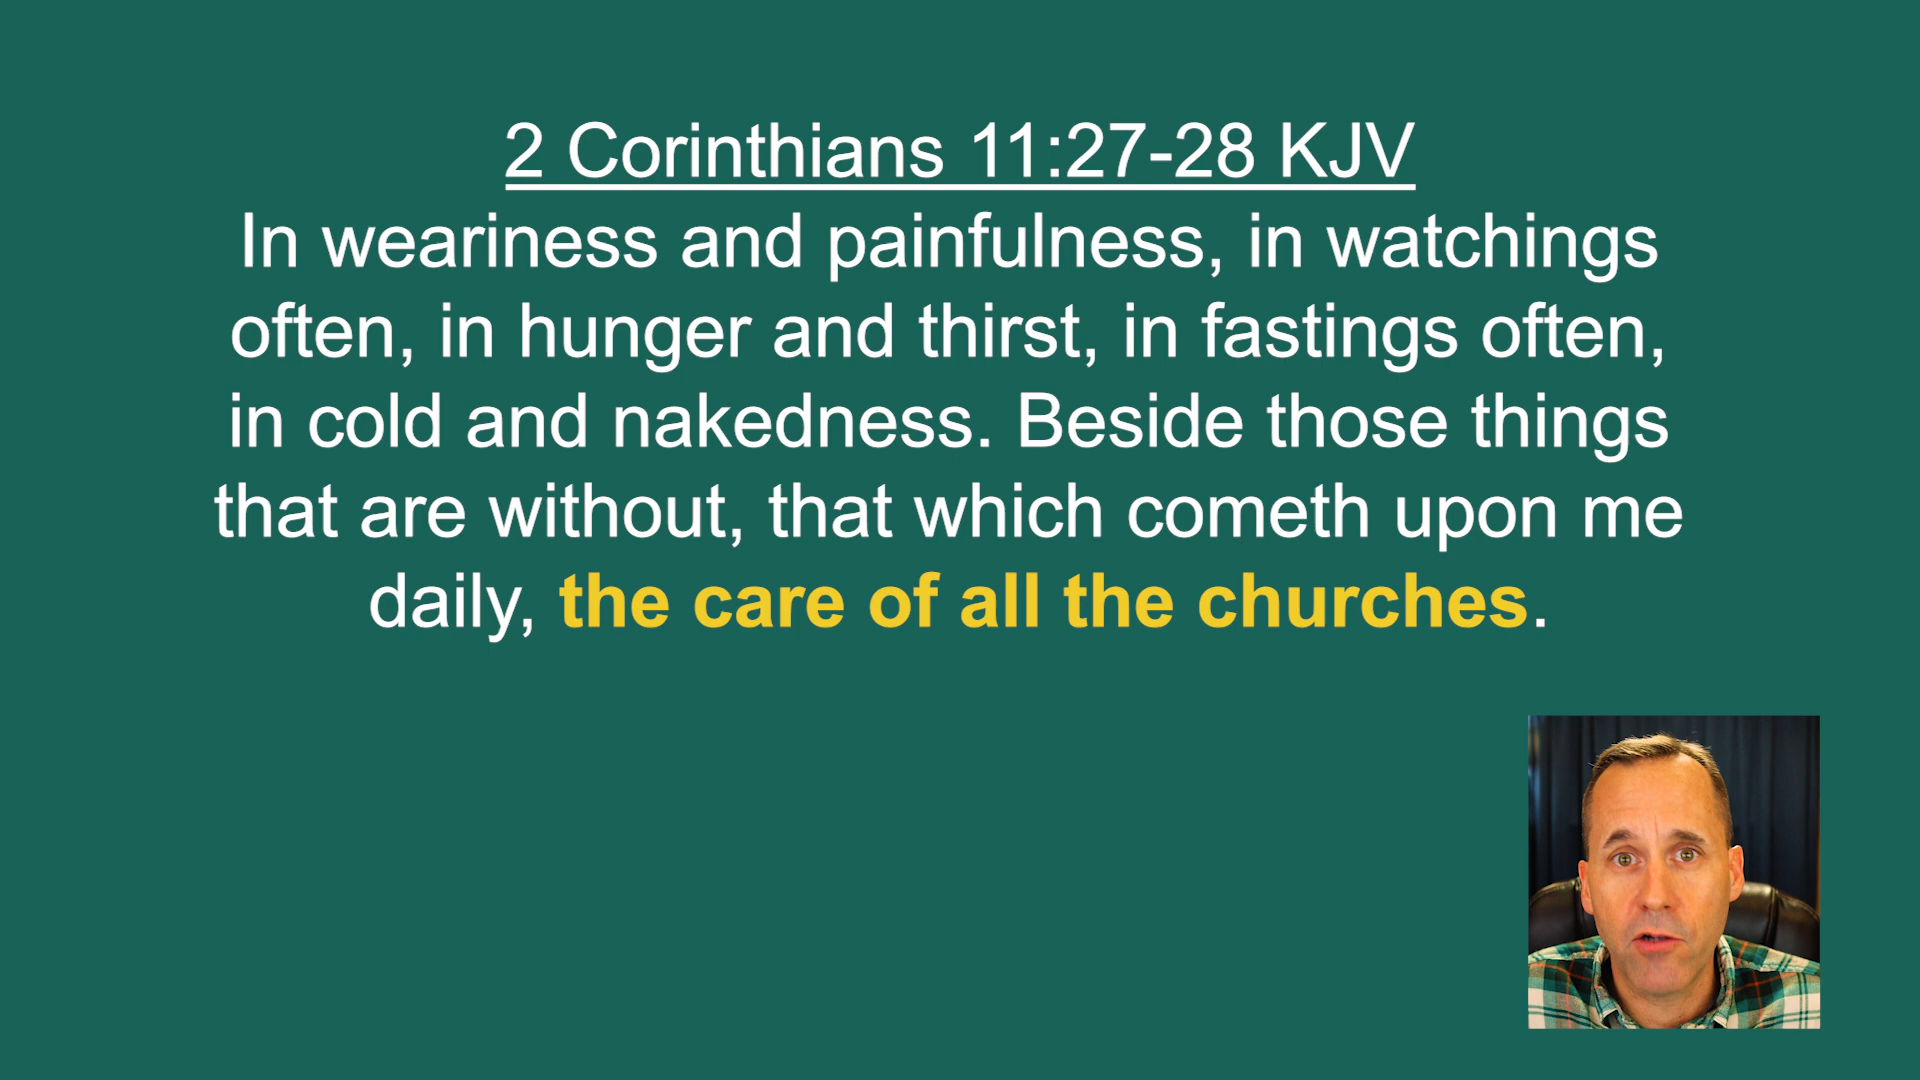 2 Corinthians 11:27-28 KJV
In weariness and painfulness, in watchings
often, in hunger and thirst, in fastings often,
in cold and nakedness. Beside those things
that are without, that which cometh upon me
daily, the care of all the churches.